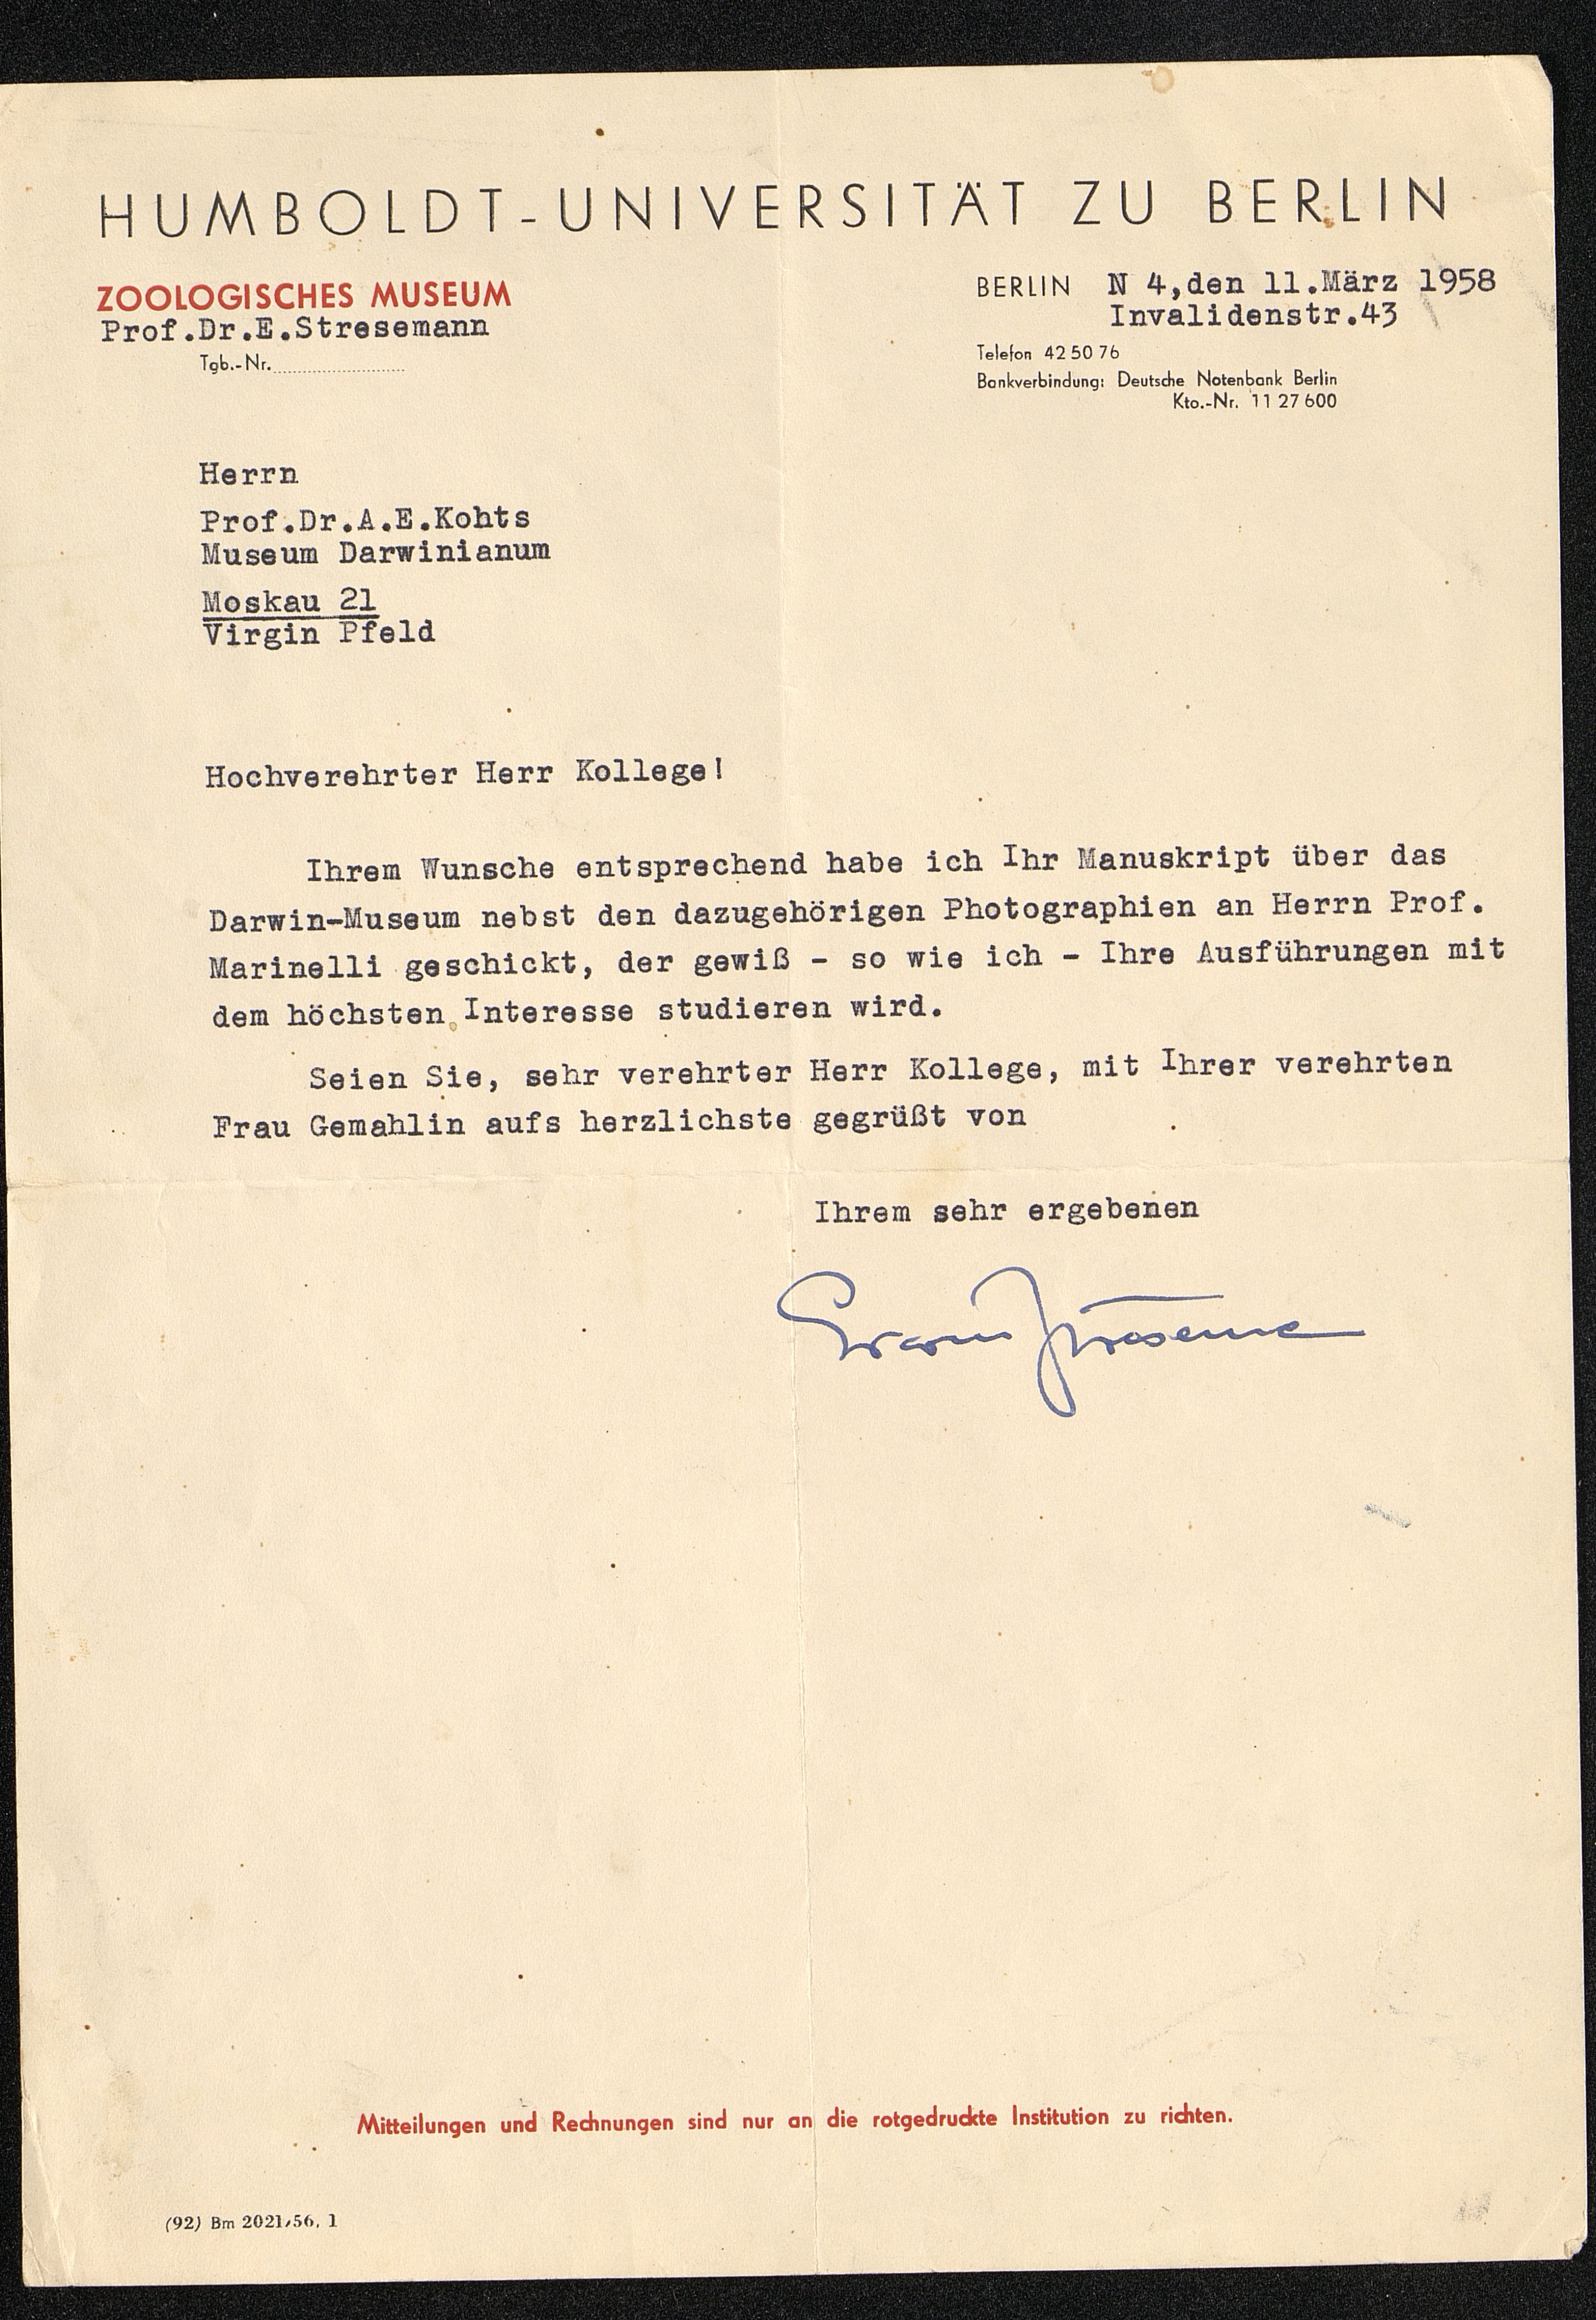 HUMBOLDT-UNIVERSITÄT ZU BERLIN
ZOOLOGISCHES MUSEUM
Prof.Dr.E.Stresemann
Tgb.-Nr.
BERLIN N 4,den 11.März 1958
Invalidenstr.43
Telefon 42 50 76
Bankverbindung: Deutsche Notenbank Berlin
Kto.-Nr. 11 27 600
Herrn
Prof.Dr.A.E.Kohts
Museum Darwinianum
Moskau 21
Virgin Pfeld
Hochverehrter Herr Kollege!
Ihrem Wunsche entsprechend habe ich Ihr Manuskript über das
Darwin-Museum nebst den dazugehörigen Photographien an Herrn Prof.
Marinelli geschickt, der gewiß - so wie ich - Ihre Ausführungen mit
dem höchsten Interesse studieren wird.
Seien Sie, sehr verehrter Herr Kollege, mit Ihrer verehrten
Frau Gemahlin aufs herzlichste gegrüßt von
Ihrem sehr ergebenen
Erwin Stresemann
Mitteilungen und Rechnungen sind nur an die rotgedruckte Institution zu richten.
(92) Bm 2021/56. 1